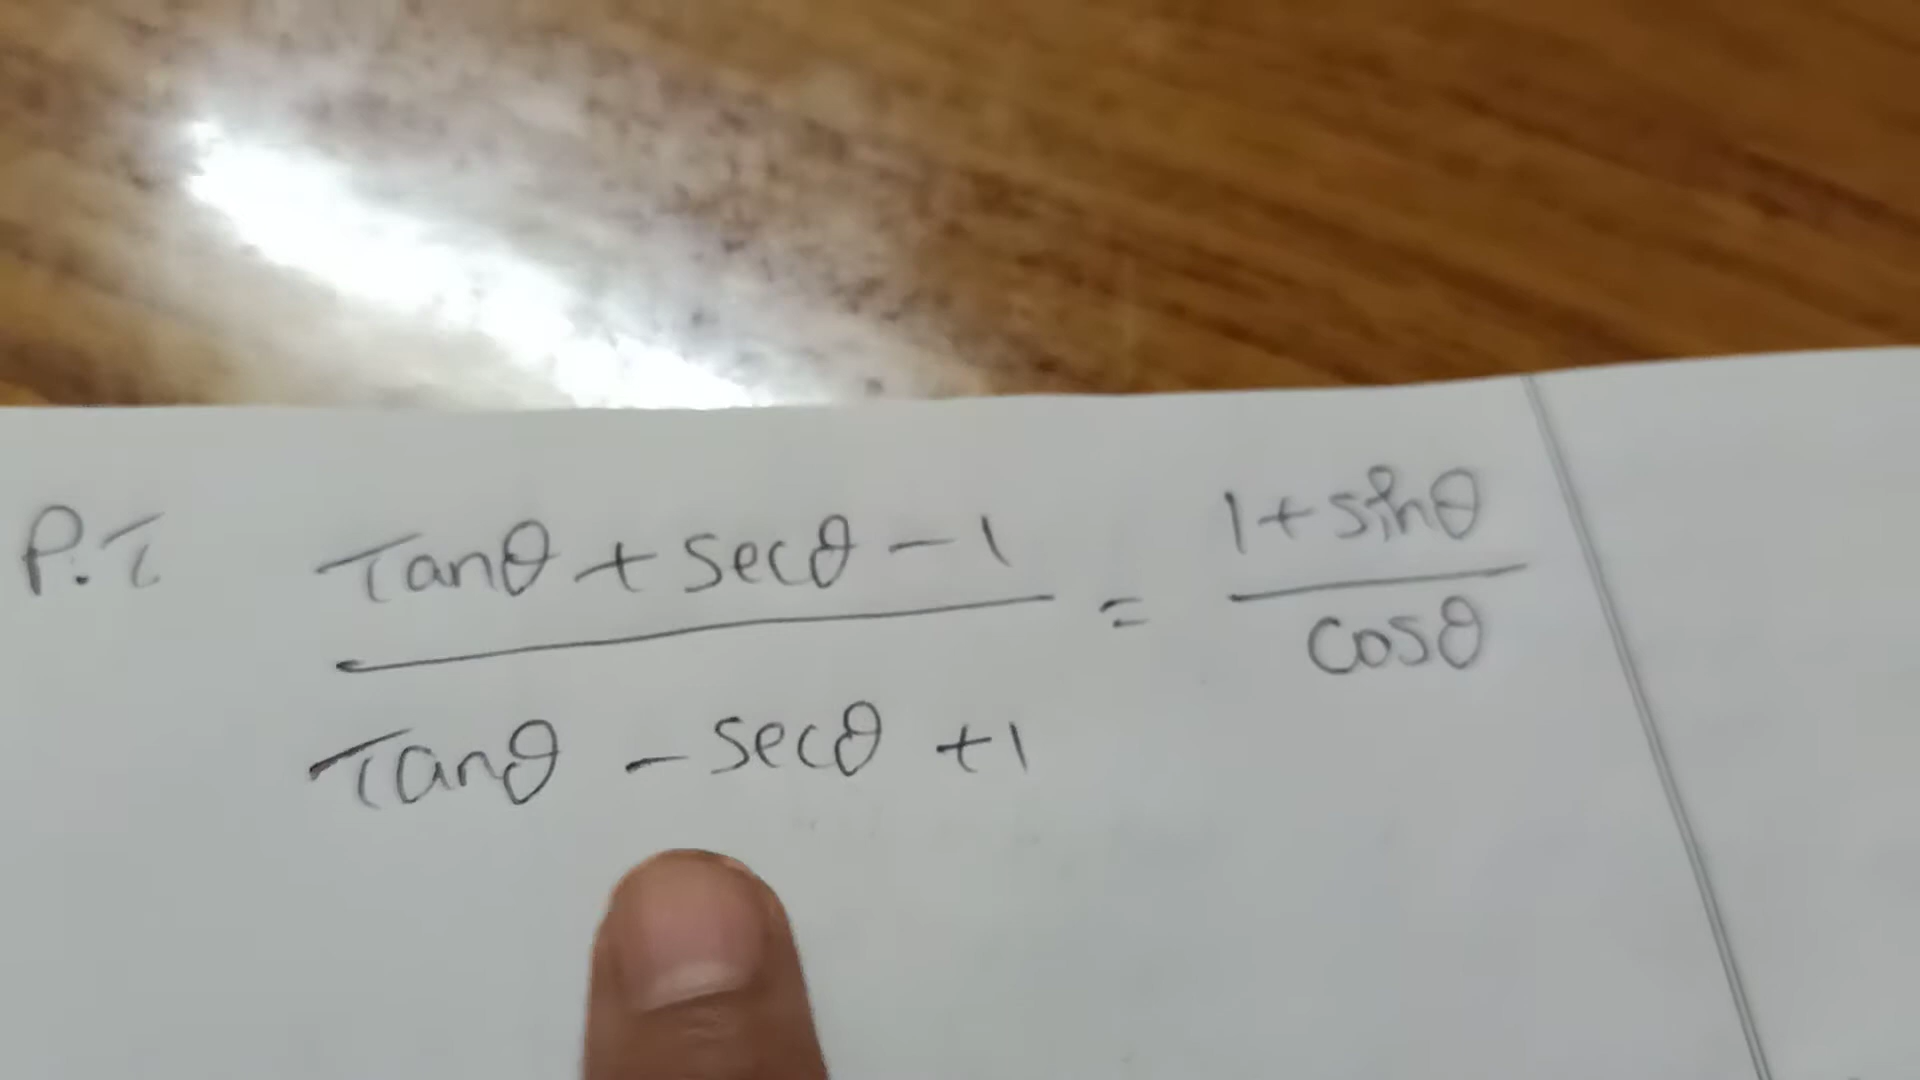 P.T Tanθ + secθ - 1 / Tanθ - secθ + 1 = 1 + sinθ / cosθ